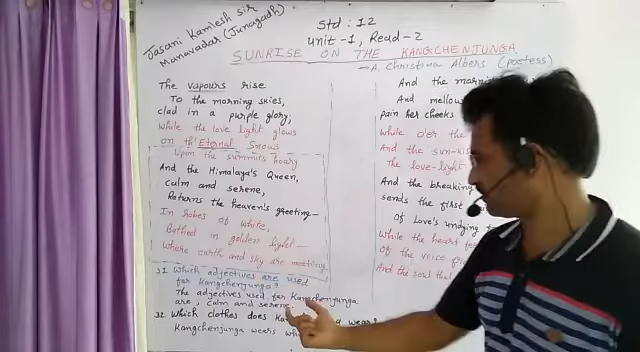 Jasani Kamlesh Sir
Manavadar (Junagadh)
Std : 12
Unit - 1, Read - 2
SUNRISE ON THE KANGCHENJUNGA
→ A. Christina Albers (poetess)
The vapours rise
To the morning skies,
clad in a purple glory;
While the love light glows
on th' Eternal Snows
Upon the summits hoary
And the Himalaya's Queen,
calm and serene,
Returns the heaven's greeting—
In robes of white,
Bathed in golden light—
where earth and sky are meeting
31 Which adjectives are used
for Kangchenjunga?
The adjectives used for Kangchenjunga
are, calm and serene.
32. Which clothes does wear?
Kangchenjunga wears
And the
And mellow
pain her cheeks
While o'er the
And the sun-kis
The love-light
And the breaking
sends the first
Of Love's undying
While the heart
of the voice
And the soul that